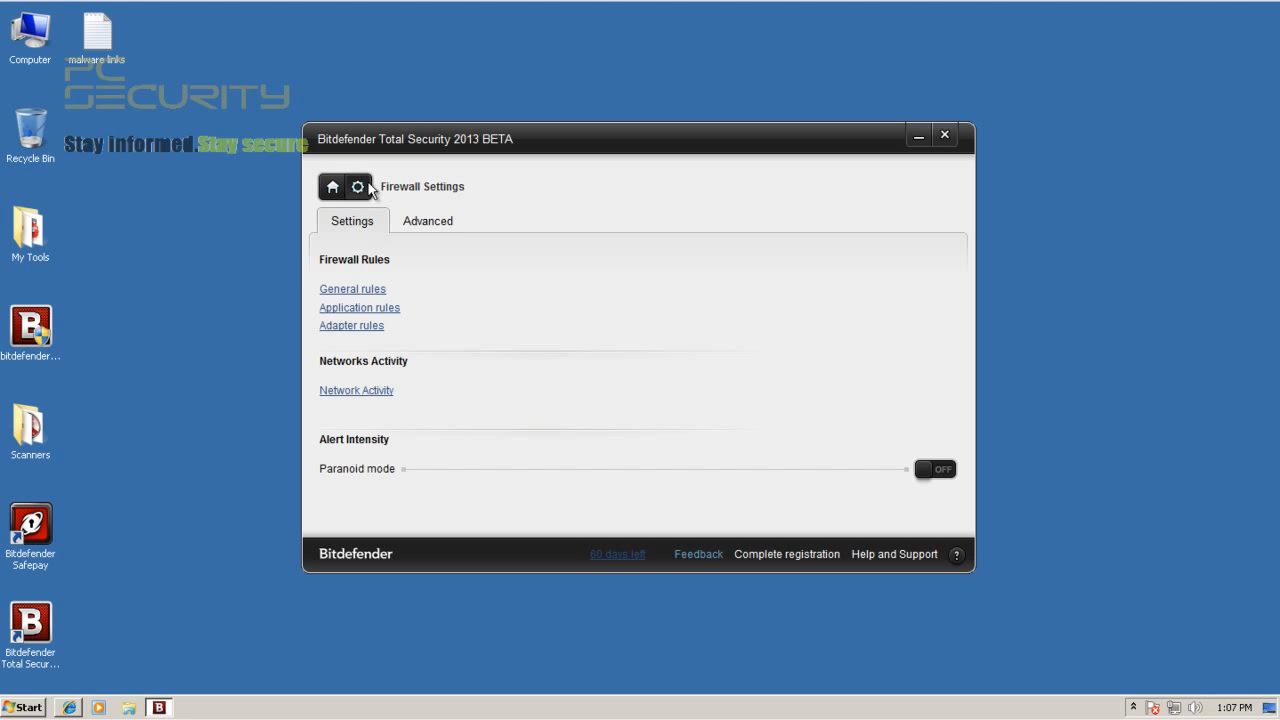 Computer
malware links
PC
SECURITY
Stay informed.Stay secure
Recycle Bin
My Tools
bitdefender...
Scanners
Bitdefender
Safepay
Bitdefender
Total Secur...
Bitdefender Total Security 2013 BETA
Firewall Settings
Settings
Advanced
Firewall Rules
General rules
Application rules
Adapter rules
Networks Activity
Network Activity
Alert Intensity
Paranoid mode
OFF
Bitdefender
60 days left
Feedback
Complete registration
Help and Support
?
Start
1:07 PM